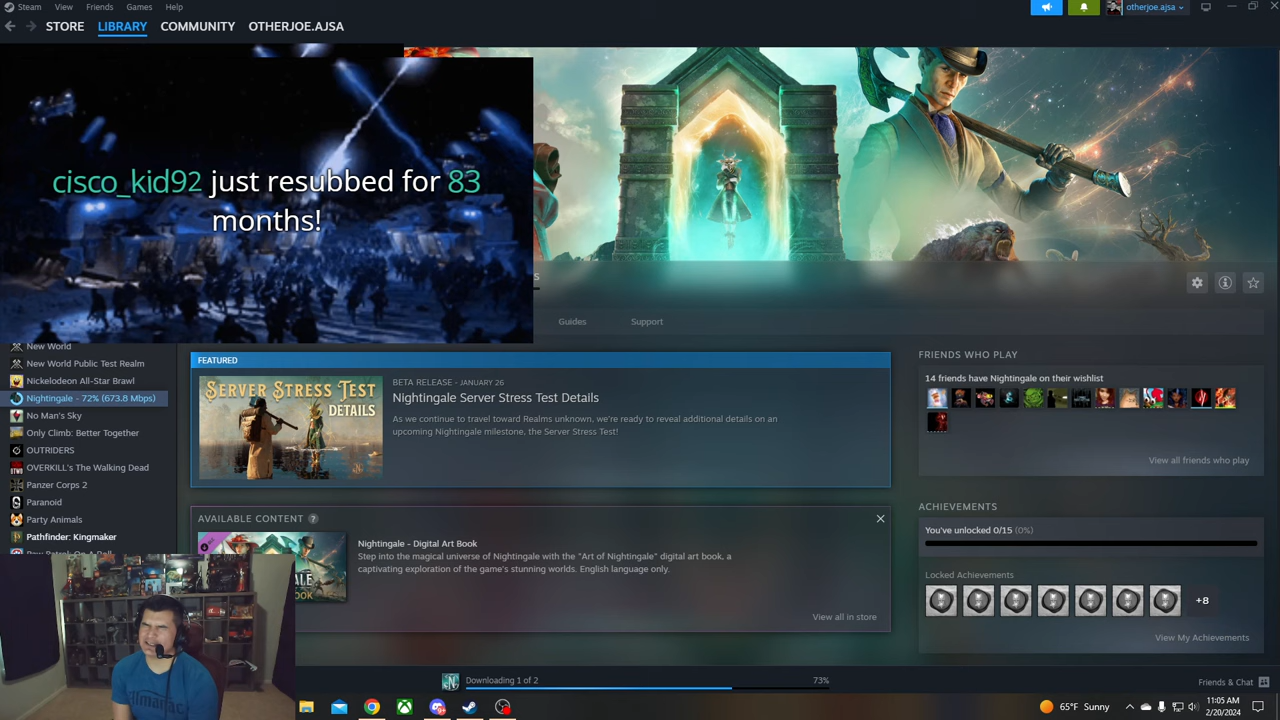 Steam
View
Friends
Games
Help
otherjoe.ajsa
STORE
LIBRARY
COMMUNITY
OTHERJOE.AJSA
cisco_kid92 just resubbed for 83
months!
Guides
Support
New World
New World Public Test Realm
Nickelodeon All-Star Brawl
Nightingale - 72% (673.8 Mbps)
No Man's Sky
Only Climb: Better Together
OUTRIDERS
OVERKILL's The Walking Dead
Panzer Corps 2
Paranoid
Party Animals
Pathfinder: Kingmaker
FEATURED
SERVER STRESS TEST
DETAILS
BETA RELEASE - JANUARY 26
Nightingale Server Stress Test Details
As we continue to travel toward Realms unknown, we're ready to reveal additional details on an
upcoming Nightingale milestone, the Server Stress Test!
AVAILABLE CONTENT ?
Nightingale - Digital Art Book
Step into the magical universe of Nightingale with the "Art of Nightingale" digital art book, a
captivating exploration of the game's stunning worlds. English language only.
View all in store
FRIENDS WHO PLAY
14 friends have Nightingale on their wishlist
View all friends who play
ACHIEVEMENTS
You've unlocked 0/15 (0%)
Locked Achievements
+8
View My Achievements
almanac
Downloading 1 of 2
73%
Friends & Chat
65°F Sunny
11:05 AM
2/20/2024